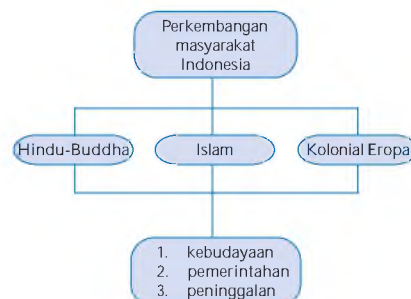 Perkembangan
masyarakat
Indonesia
Hindu-Buddha
Islam
Kolonial Eropa
1. kebudayaan
2. pemerintahan
3. peninggalan